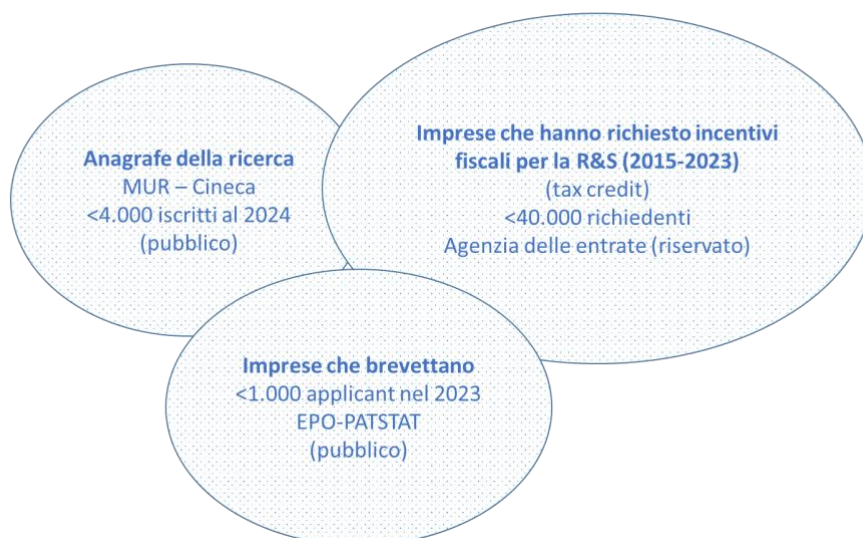 Anagrafe della ricerca
MUR – Cineca
<4.000 iscritti al 2024
(pubblico)
Imprese che hanno richiesto incentivi
fiscali per la R&S (2015-2023)
(tax credit)
<40.000 richiedenti
Agenzia delle entrate (riservato)
Imprese che brevettano
<1.000 applicant nel 2023
EPO-PATSTAT
(pubblico)